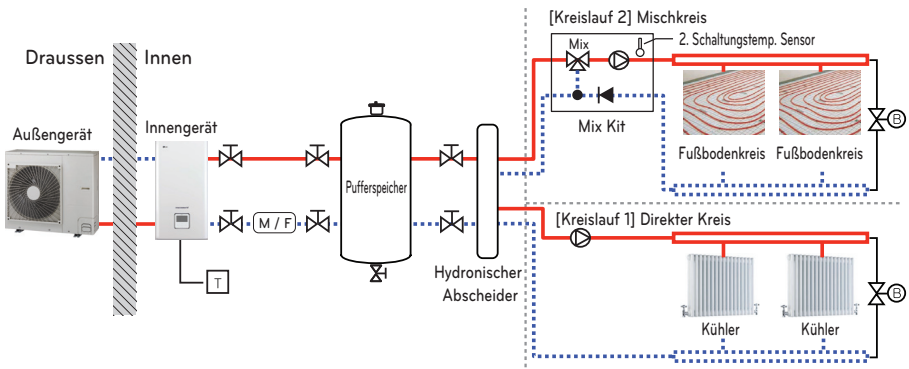 [Kreislauf 2] Mischkreis
Mix
2. Schaltungstemp. Sensor
Draussen
Innen
Mix Kit
Außengerät
Innengerät
B
Fußbodenkreis
Fußbodenkreis
Pufferspeicher
M / F
[Kreislauf 1] Direkter Kreis
T
Hydronischer
Abscheider
B
Kühler
Kühler